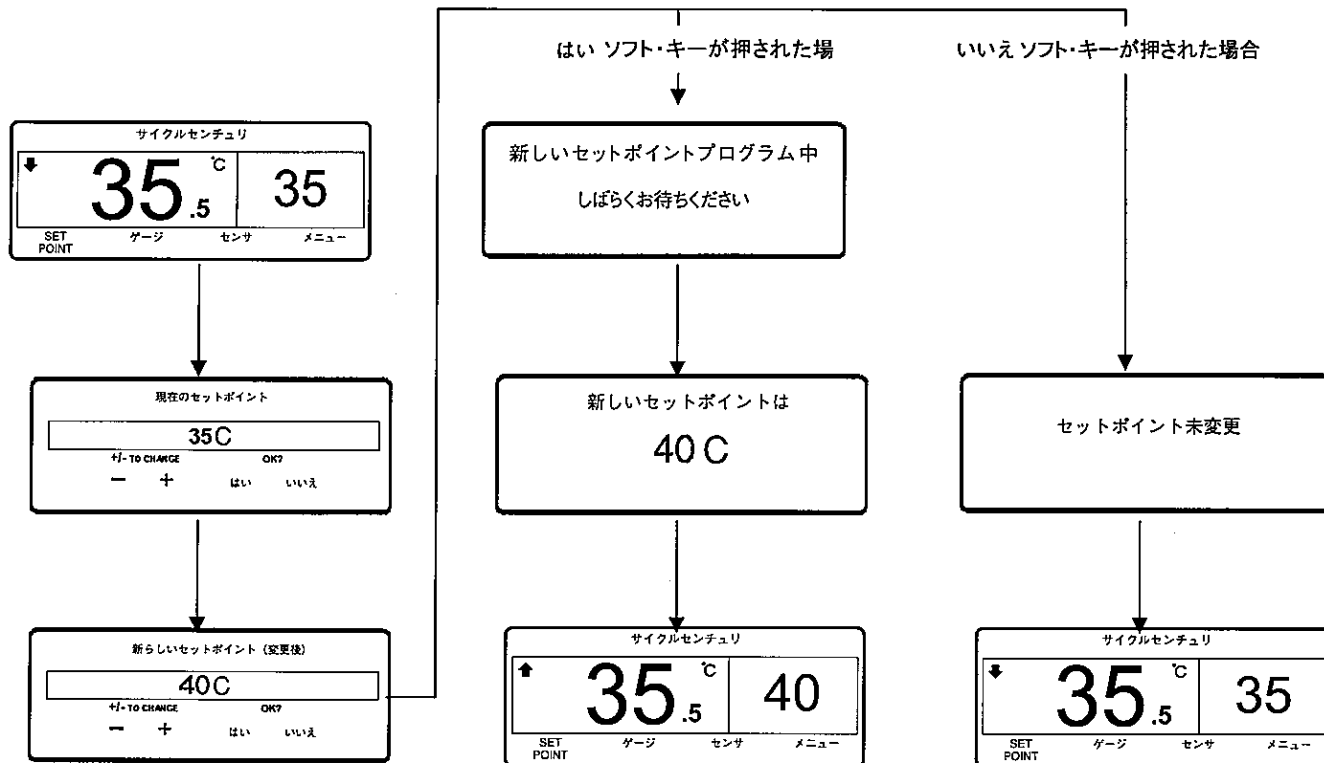 はい ソフト・キーが押された場
いいえ ソフト・キーが押された場合
サイクルセンチュリ
35.5 °C 35
SET POINT ゲージ センサ メニュー
現在のセットポイント
35C
+/- TO CHANGE OK?
− + はい いいえ
新らしいセットポイント (変更後)
40C
+/- TO CHANGE OK?
− + はい いいえ
新しいセットポイントプログラム中
しばらくお待ちください
新しいセットポイントは
40 C
サイクルセンチュリ
35.5 °C 40
SET POINT ゲージ センサ メニュー
セットポイント未変更
サイクルセンチュリ
35.5 °C 35
SET POINT ゲージ センサ メニュー